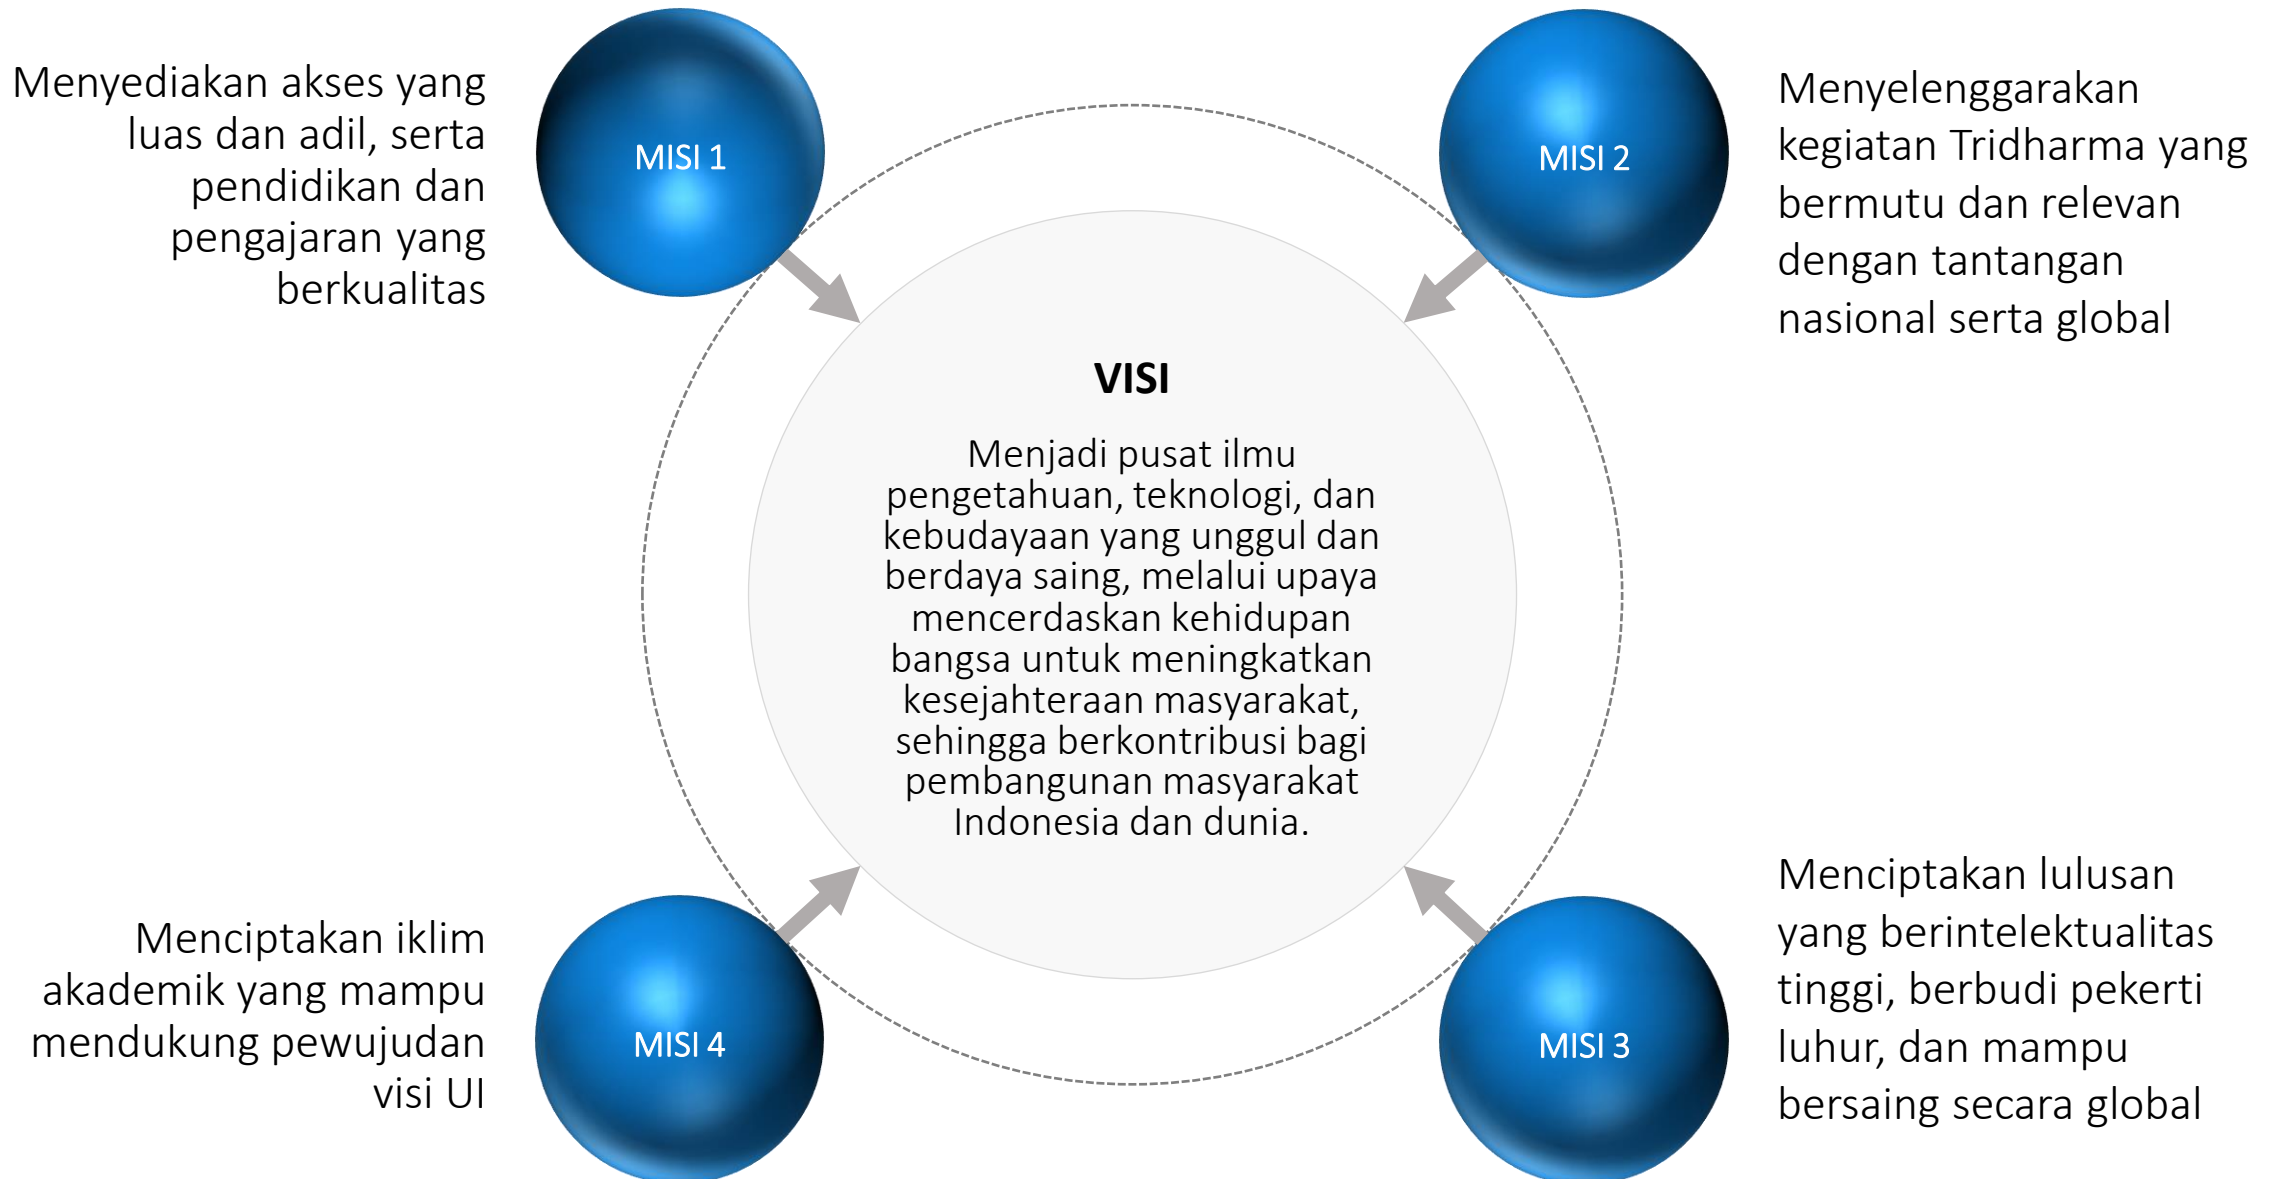 Menyediakan akses yang
luas dan adil, serta
pendidikan dan
pengajaran yang
berkualitas
MISI 1
MISI 2
Menyelenggarakan
kegiatan Tridharma yang
bermutu dan relevan
dengan tantangan
nasional serta global
VISI
Menjadi pusat ilmu
pengetahuan, teknologi, dan
kebudayaan yang unggul dan
berdaya saing, melalui upaya
mencerdaskan kehidupan
bangsa untuk meningkatkan
kesejahteraan masyarakat,
sehingga berkontribusi bagi
pembangunan masyarakat
Indonesia dan dunia.
Menciptakan iklim
akademik yang mampu
mendukung pewujudan
visi UI
MISI 4
MISI 3
Menciptakan lulusan
yang berintelektualitas
tinggi, berbudi pekerti
luhur, dan mampu
bersaing secara global